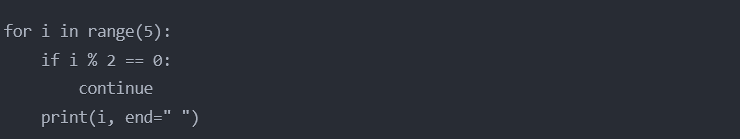 for i in range(5):
    if i % 2 == 0:
        continue
    print(i, end=" ")